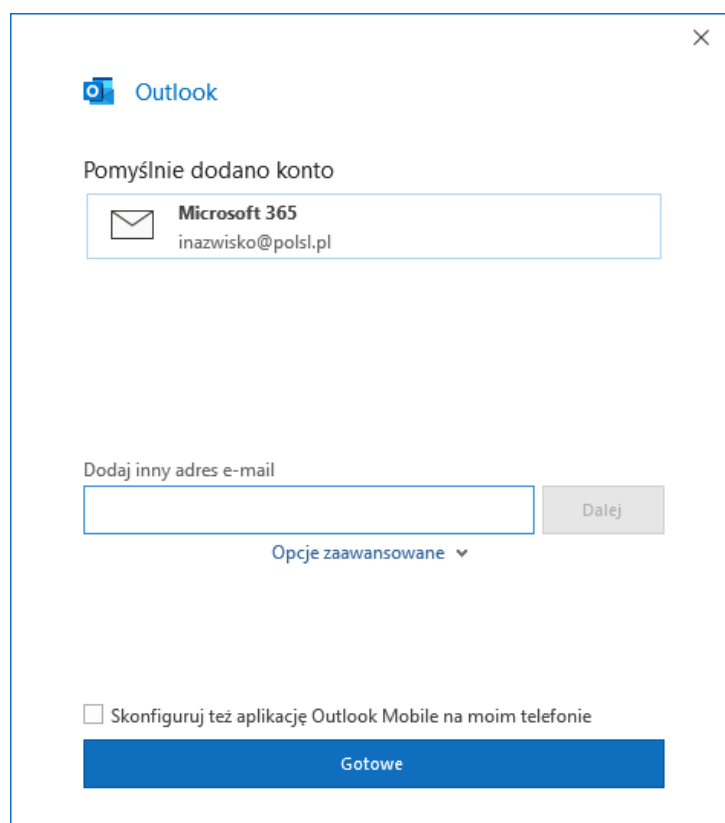 Outlook
Pomyślnie dodano konto
Microsoft 365
inazwisko@polsl.pl
Dodaj inny adres e-mail
Dalej
Opcje zaawansowane
Skonfiguruj też aplikację Outlook Mobile na moim telefonie
Gotowe